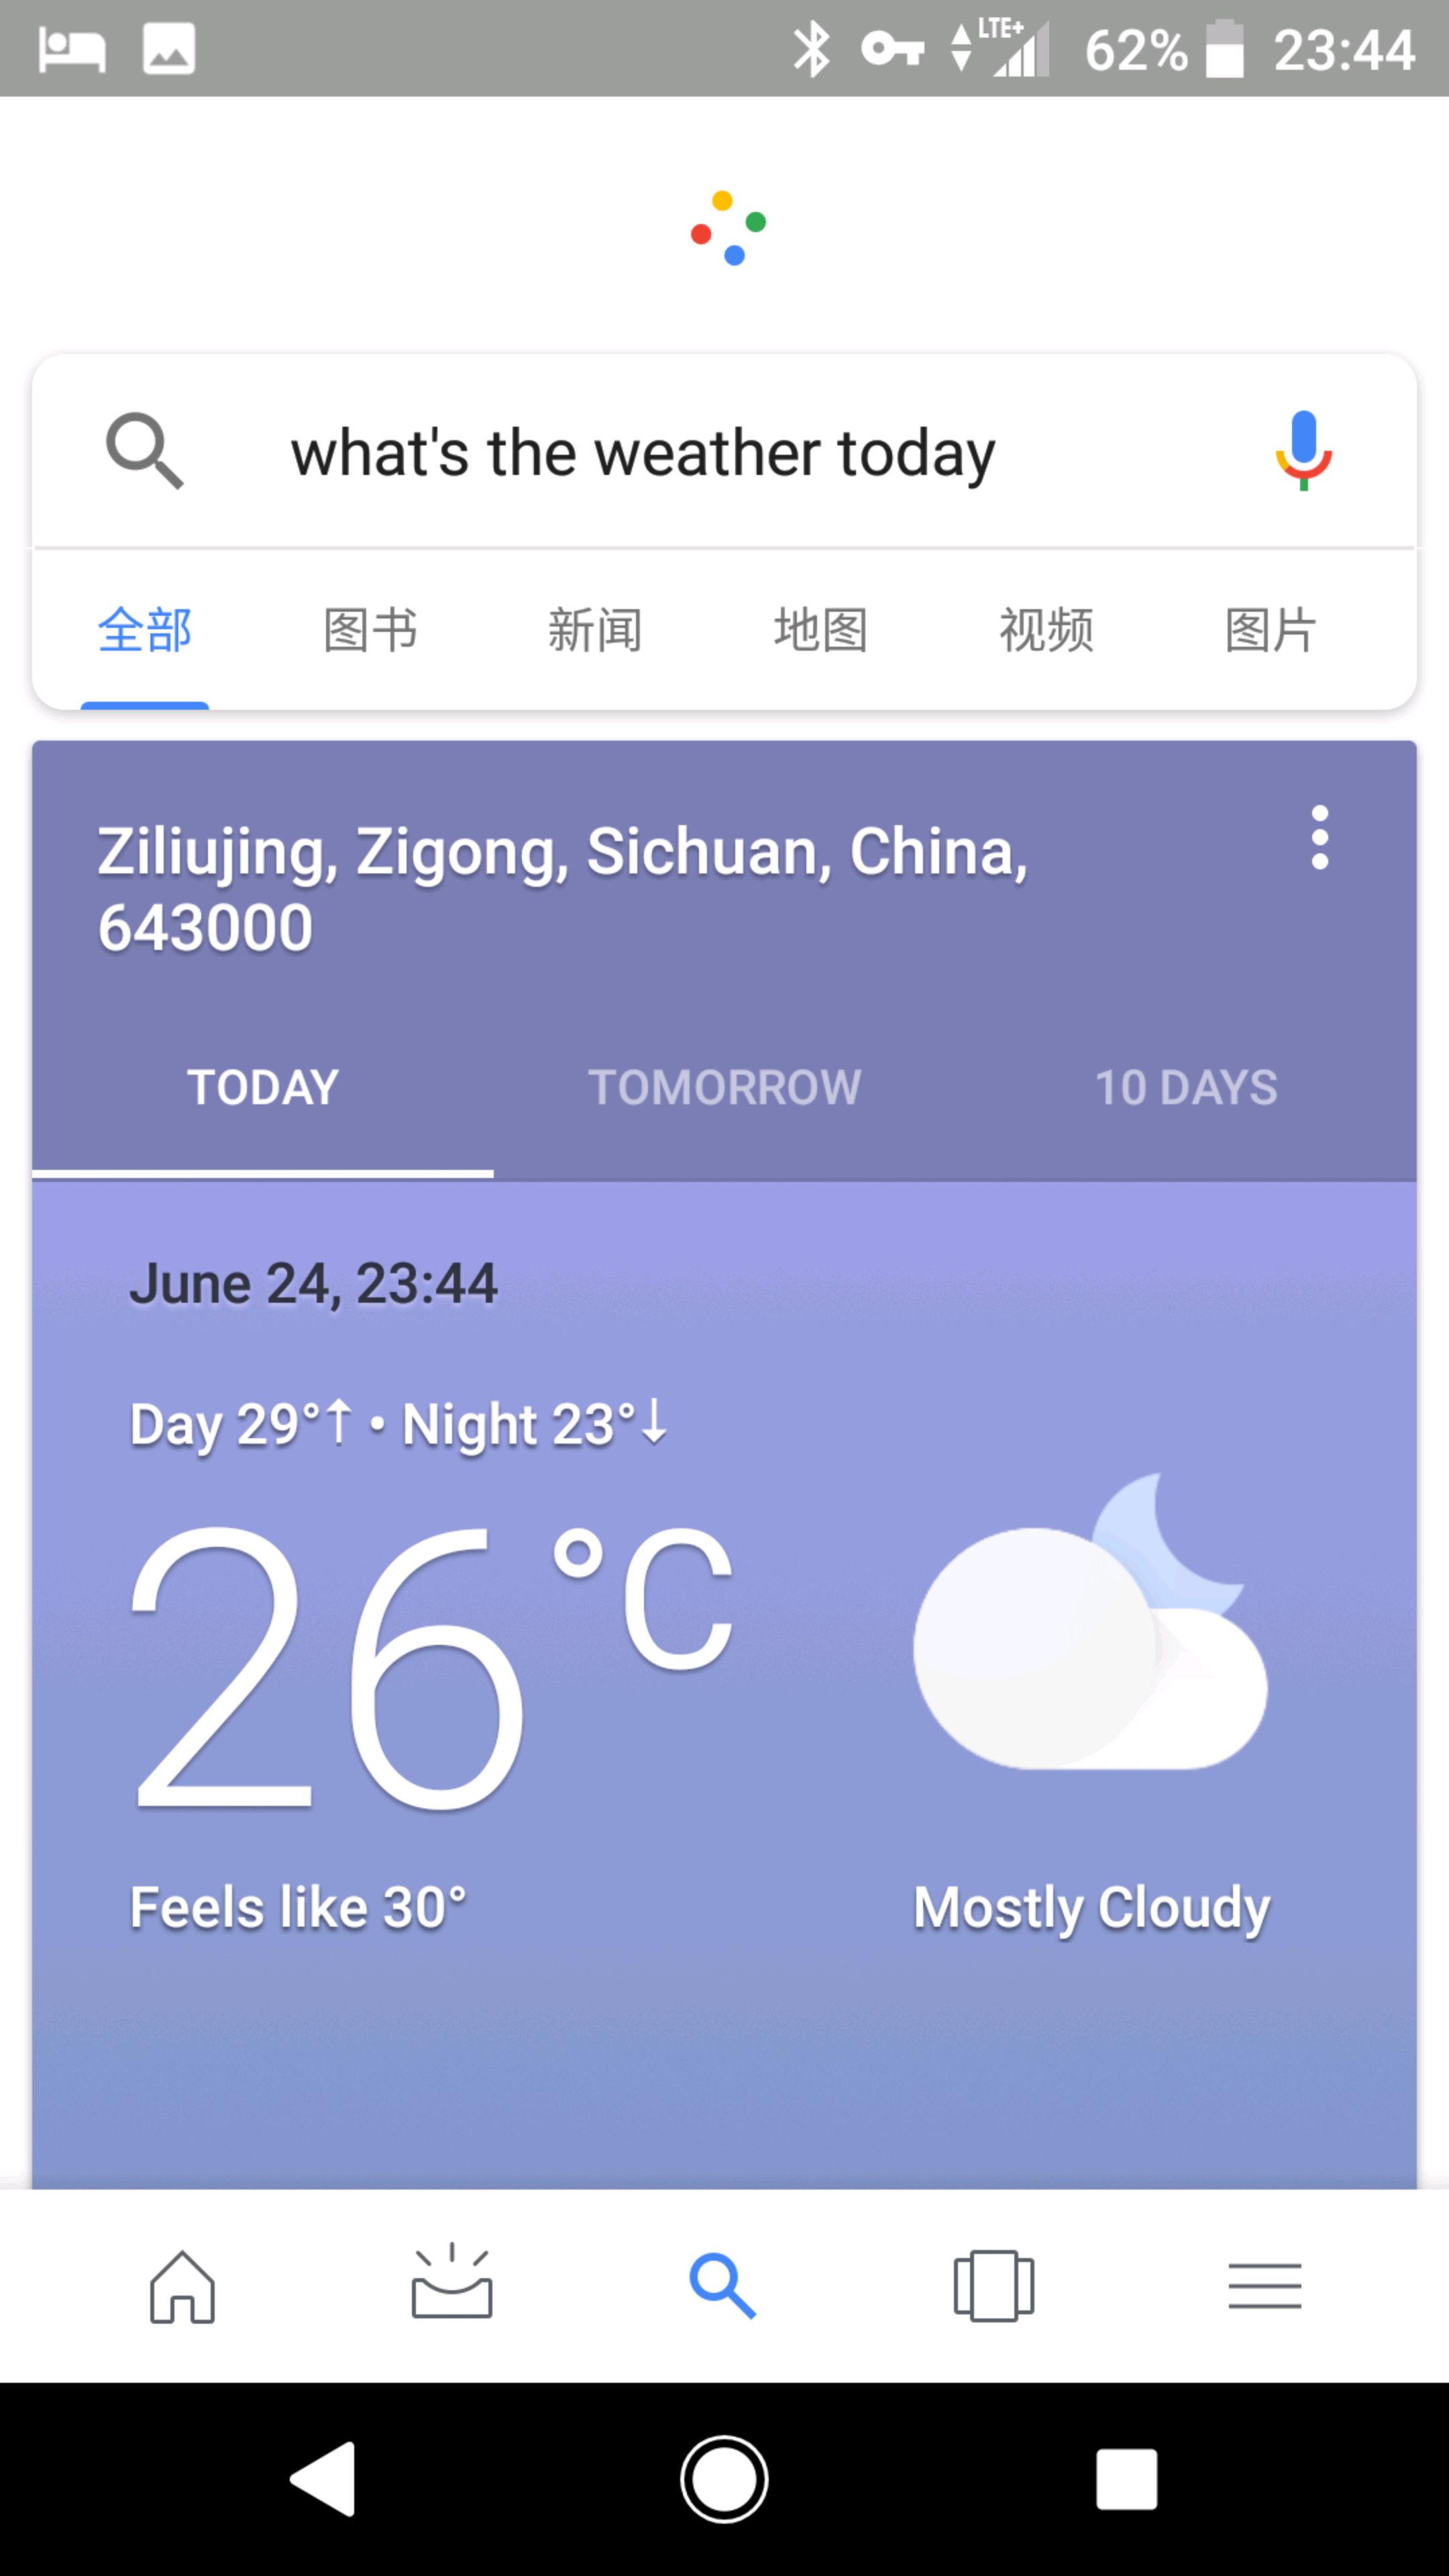 LTE+ 62% 23:44
what's the weather today
全部 图书 新闻 地图 视频 图片
Ziliujing, Zigong, Sichuan, China,
643000
TODAY TOMORROW 10 DAYS
June 24, 23:44
Day 29°↑ • Night 23°↓
26 °C
Feels like 30° Mostly Cloudy